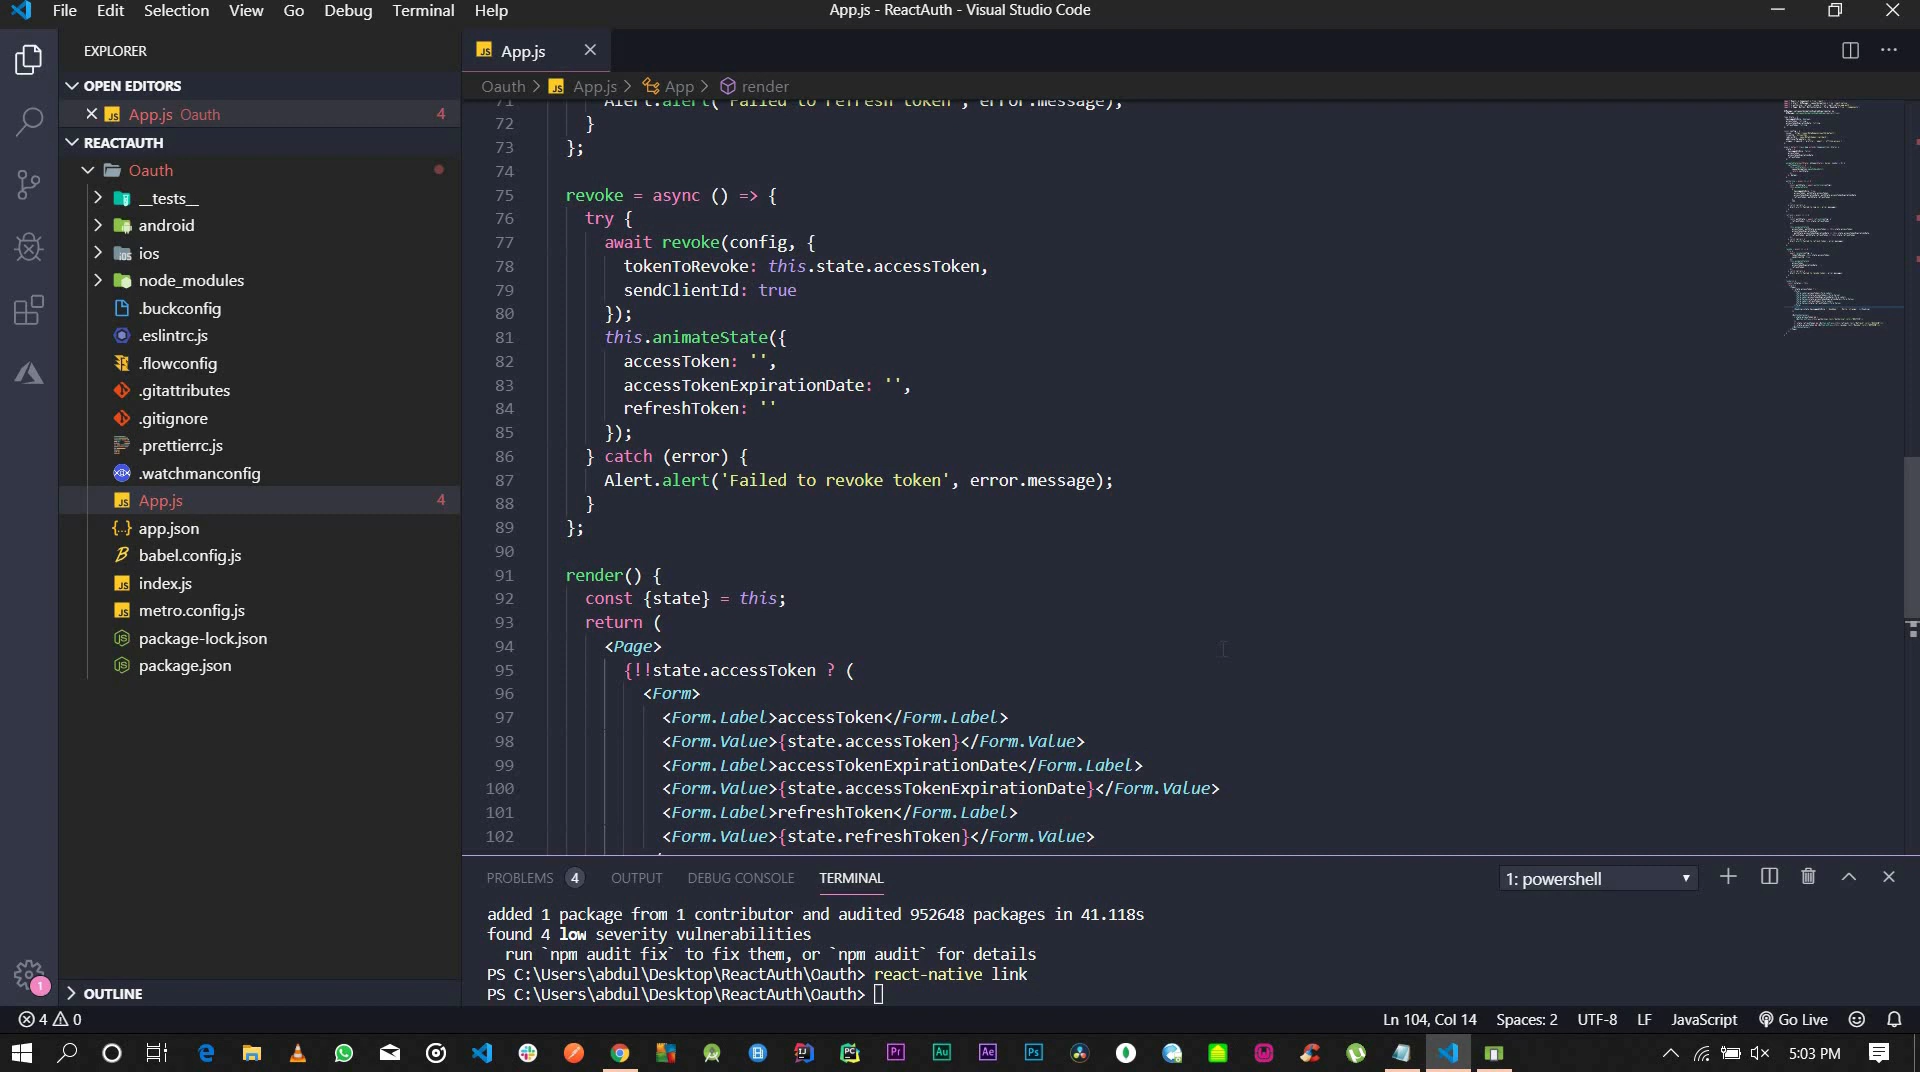 File Edit Selection View Go Debug Terminal Help
App.js - ReactAuth - Visual Studio Code
EXPLORER
OPEN EDITORS
App.js Oauth 4
REACTAUTH
Oauth
__tests__
android
ios
node_modules
.buckconfig
.eslintrc.js
.flowconfig
.gitattributes
.gitignore
.prettierrc.js
.watchmanconfig
App.js 4
app.json
babel.config.js
index.js
metro.config.js
package-lock.json
package.json
OUTLINE
App.js
Oauth > App.js > App > render
71 Alert.alert('Failed to refresh token', error.message);
72 }
73 };
74
75 revoke = async () => {
76 try {
77 await revoke(config, {
78 tokenToRevoke: this.state.accessToken,
79 sendClientId: true
80 });
81 this.animateState({
82 accessToken: '',
83 accessTokenExpirationDate: '',
84 refreshToken: ''
85 });
86 } catch (error) {
87 Alert.alert('Failed to revoke token', error.message);
88 }
89 };
90
91 render() {
92 const {state} = this;
93 return (
94 <Page>
95 {!!state.accessToken ? (
96 <Form>
97 <Form.Label>accessToken</Form.Label>
98 <Form.Value>{state.accessToken}</Form.Value>
99 <Form.Label>accessTokenExpirationDate</Form.Label>
100 <Form.Value>{state.accessTokenExpirationDate}</Form.Value>
101 <Form.Label>refreshToken</Form.Label>
102 <Form.Value>{state.refreshToken}</Form.Value>
PROBLEMS 4 OUTPUT DEBUG CONSOLE TERMINAL
1: powershell
added 1 package from 1 contributor and audited 952648 packages in 41.118s
found 4 low severity vulnerabilities
run `npm audit fix` to fix them, or `npm audit` for details
PS C:\Users\abdul\Desktop\ReactAuth\Oauth> react-native link
PS C:\Users\abdul\Desktop\ReactAuth\Oauth>
1
4 0
Ln 104, Col 14 Spaces: 2 UTF-8 LF JavaScript Go Live
5:03 PM